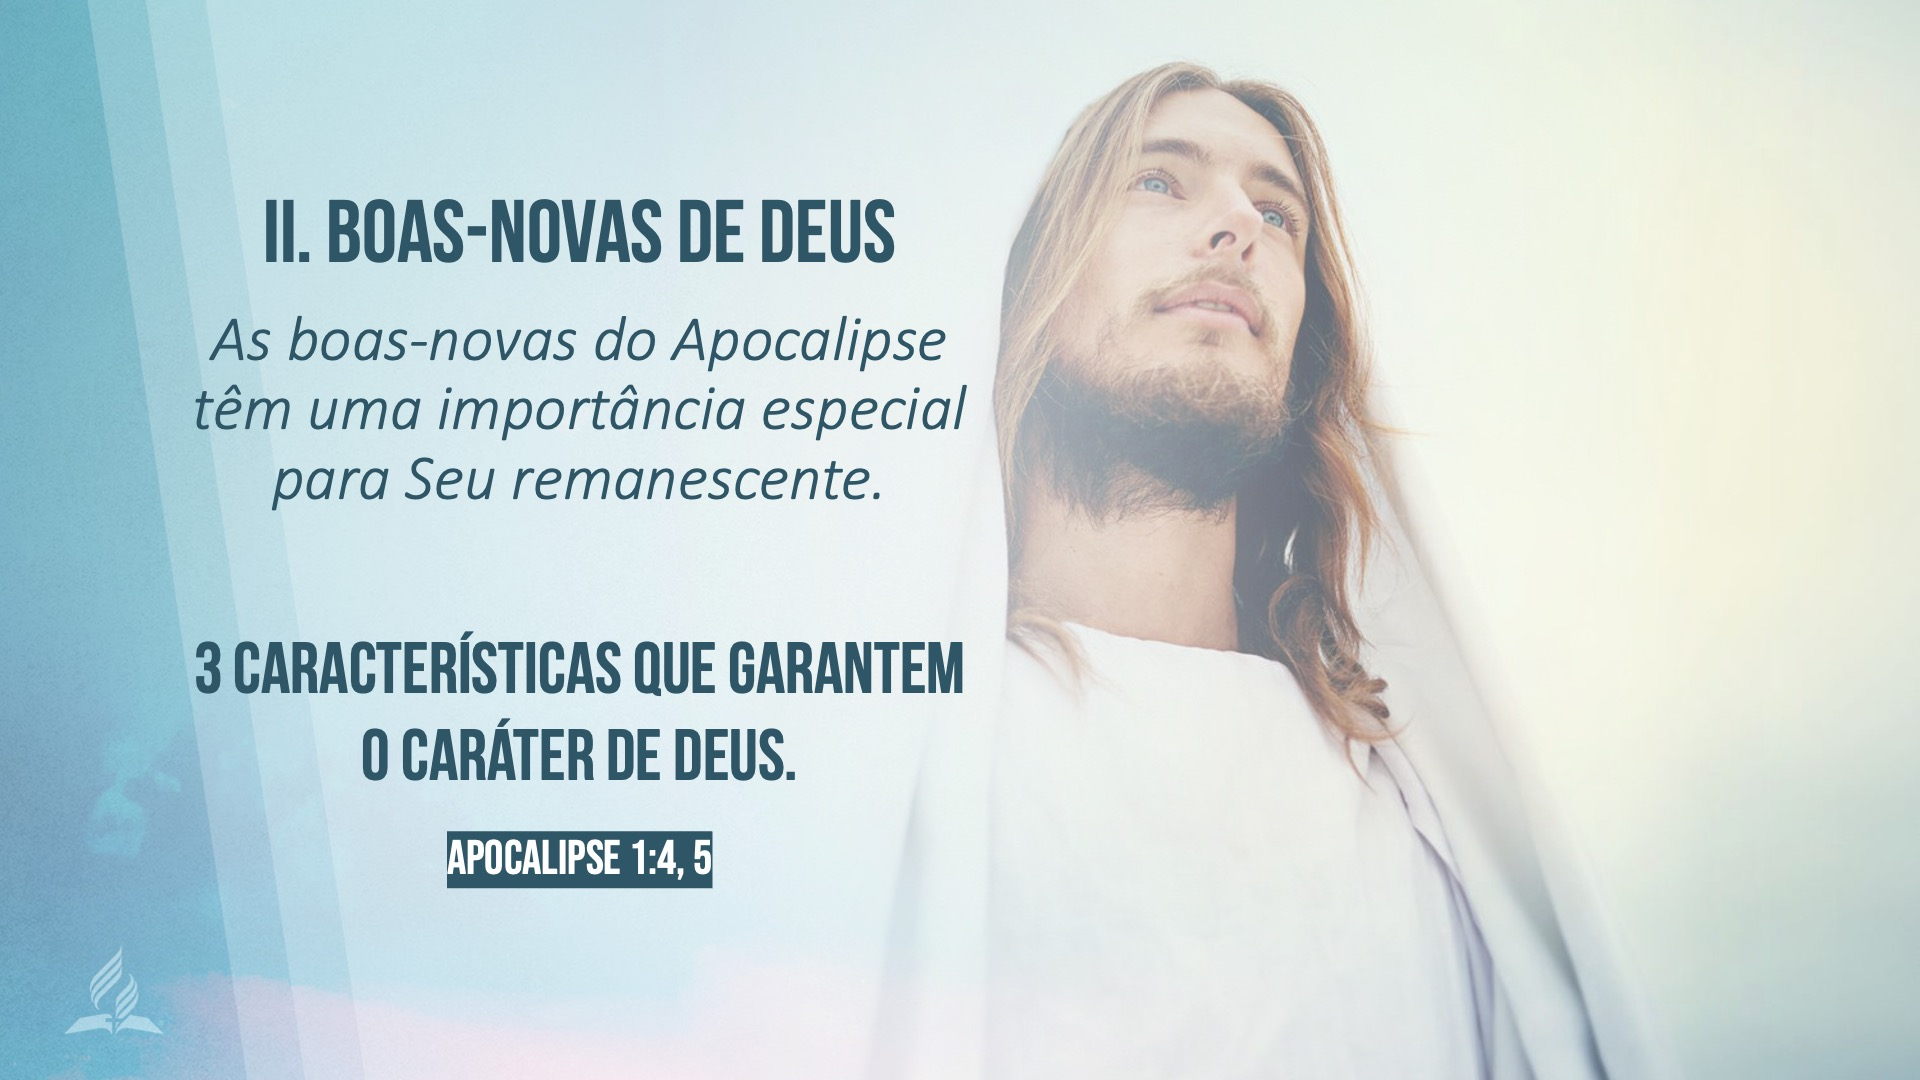 II. BOAS-NOVAS DE DEUS
As boas-novas do Apocalipse
têm uma importância especial
para Seu remanescente.
3 CARACTERÍSTICAS QUE GARANTEM
O CARÁTER DE DEUS.
APOCALIPSE 1:4, 5